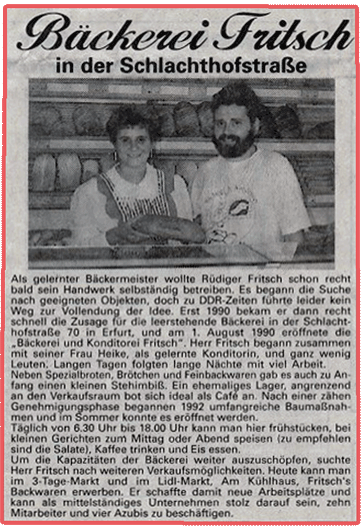 Bäckerei Fritsch
in der Schlachthofstraße
Als gelernter Bäckermeister wollte Rüdiger Fritsch schon recht
bald sein Handwerk selbständig betreiben. Es begann die Suche
nach geeigneten Objekten, doch zu DDR-Zeiten führte leider kein
Weg zur Vollendung der Idee. Erst 1990 bekam er dann recht
schnell die Zusage für die leerstehende Bäckerei in der Schlacht-
hofstraße 70 in Erfurt, und am 1. August 1990 eröffnete die
„Bäckerei und Konditorei Fritsch“. Herr Fritsch begann zusammen
mit seiner Frau Heike, als gelernte Konditorin, und ganz wenig
Leuten. Langen Tagen folgten lange Nächte mit viel Arbeit.
Neben Spezialbroten, Brötchen und Feinbackwaren gab es auch zu An-
fang einen kleinen Stehimbiß. Ein ehemaliges Lager, angrenzend
an den Verkaufsraum bot sich ideal als Café an. Nach einer zähen
Genehmigungsphase begannen 1992 umfangreiche Baumaßnah-
men und im Sommer konnte es eröffnet werden.
Täglich von 6.30 Uhr bis 18.00 Uhr kann man hier frühstücken, bei
kleinen Gerichten zum Mittag oder Abend speisen (zu empfehlen
sind die Salate), Kaffee trinken und Eis essen.
Um die Kapazitäten der Bäckerei weiter auszuschöpfen, suchte
Herr Fritsch nach weiteren Verkaufsmöglichkeiten. Heute kann man
im 3-Tage-Markt und im Lidl-Markt, Am Kühlhaus, Fritsch's
Backwaren erwerben. Er schaffte damit neue Arbeitsplätze und
kann als mittelständiges Unternehmen stolz darauf sein, zehn
Mitarbeiter und vier Azubis zu beschäftigen.